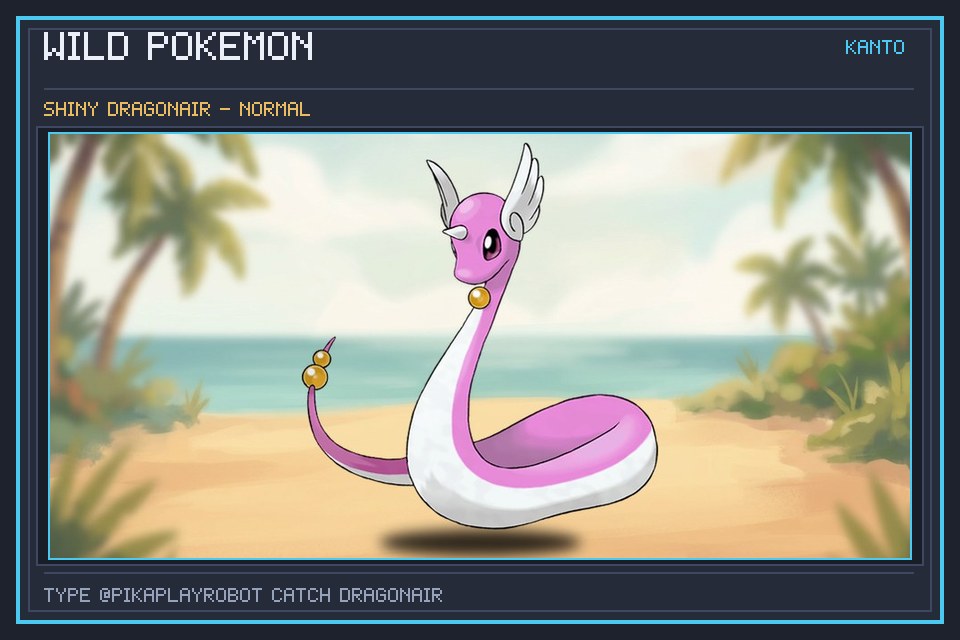 WILD POKEMON
KANTO
SHINY DRAGONAIR - NORMAL
TYPE @PIKAPLAYROBOT CATCH DRAGONAIR